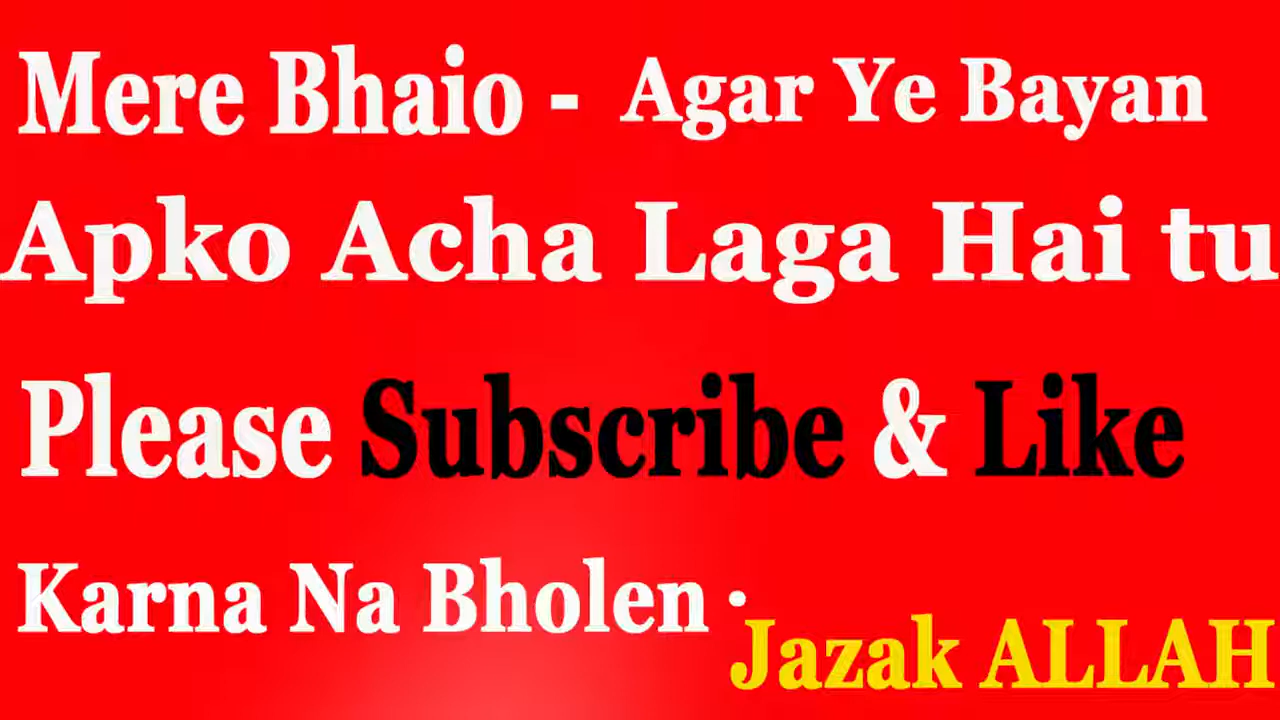 Mere Bhaio - Agar Ye Bayan
Apko Acha Laga Hai tu
Please Subscribe & Like
Karna Na Bholen .
Jazak ALLAH